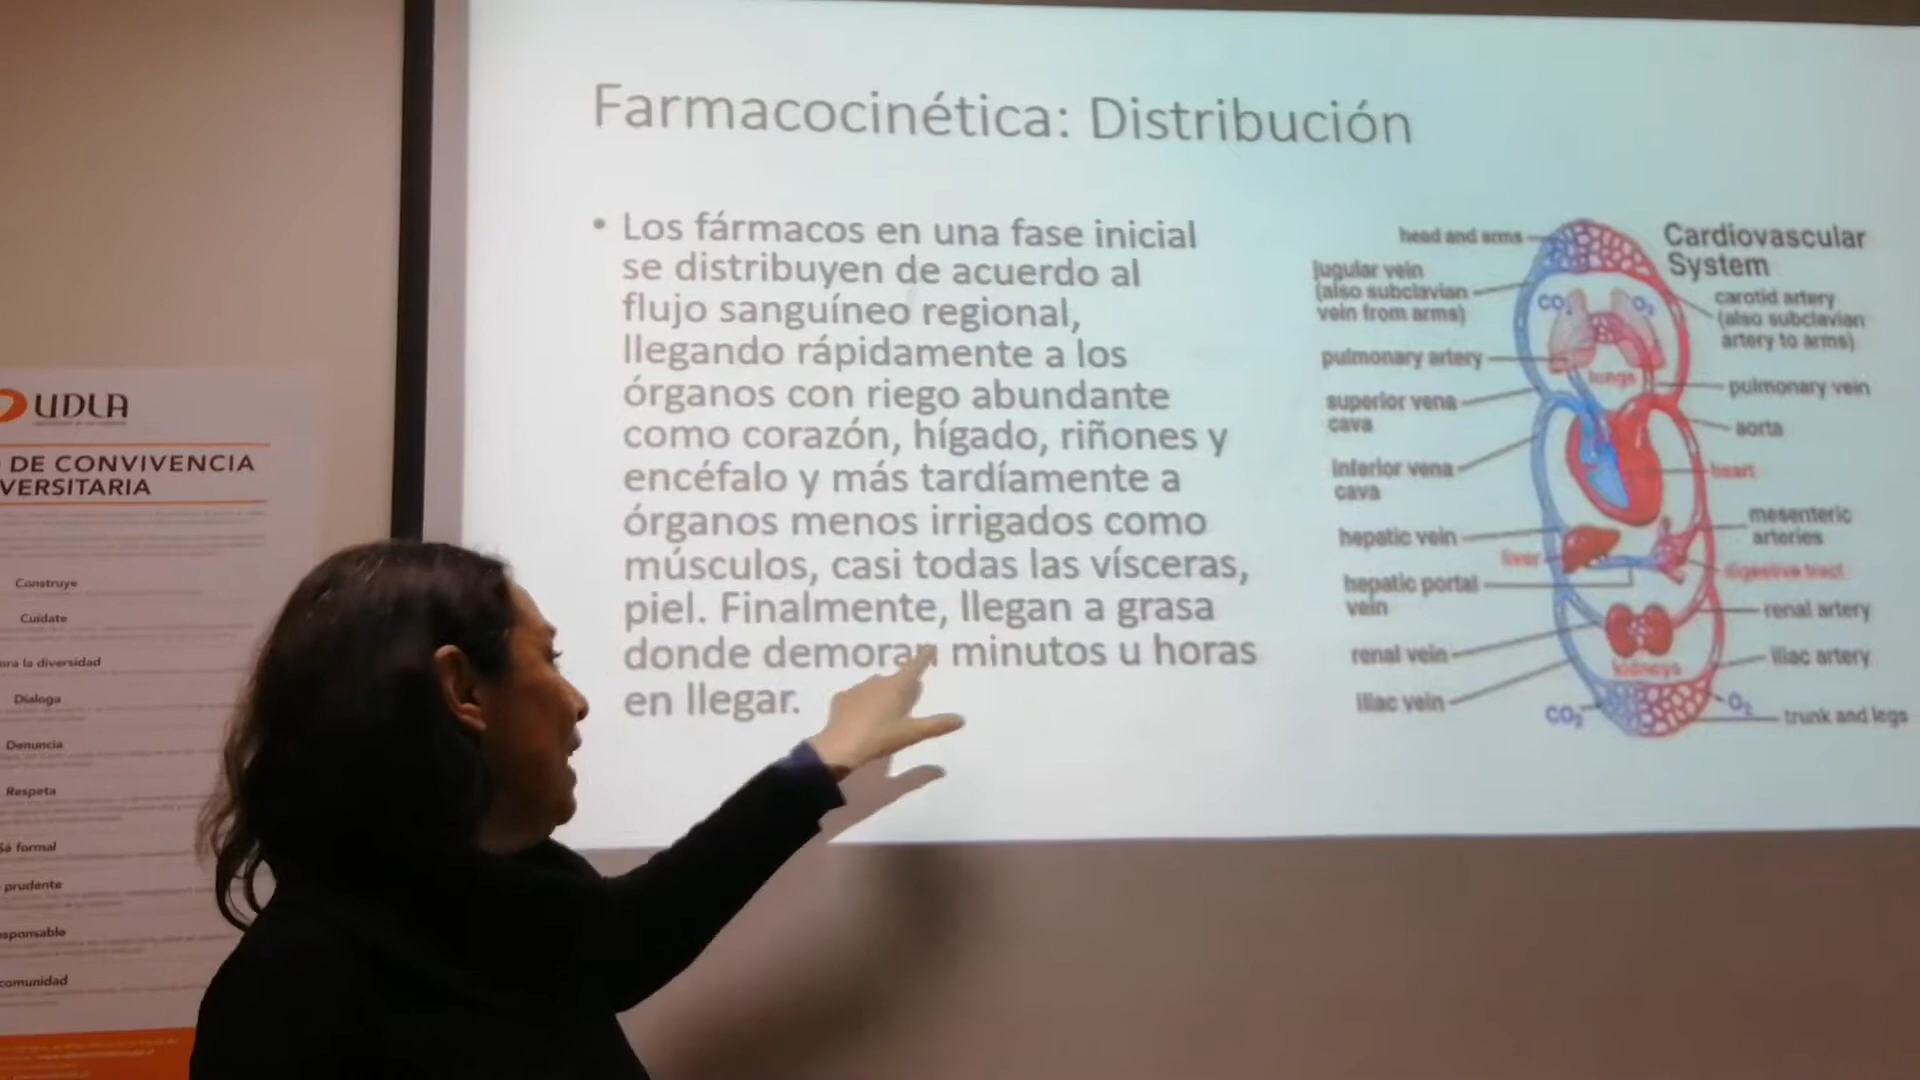 Farmacocinética: Distribución
• Los fármacos en una fase inicial
se distribuyen de acuerdo al
flujo sanguíneo regional,
llegando rápidamente a los
órganos con riego abundante
como corazón, hígado, riñones y
encéfalo y más tardíamente a
órganos menos irrigados como
músculos, casi todas las vísceras,
piel. Finalmente, llegan a grasa
donde demoran minutos u horas
en llegar.
Cardiovascular
System
head and arms
jugular vein
(also subclavian
vein from arms)
pulmonary artery
superior vena
cava
inferior vena
cava
hepatic vein
liver
hepatic portal
vein
renal vein
iliac vein
CO2
O2
lungs
carotid artery
(also subclavian
artery to arms)
pulmonary vein
aorta
heart
mesenteric
arteries
digestive tract
renal artery
kidneys
iliac artery
CO2
O2
trunk and legs
UDLA
DE CONVIVENCIA
VERSITARIA
Construye
Cuídate
la diversidad
Dialoga
Denuncia
Respeta
formal
prudente
sponsable
comunidad